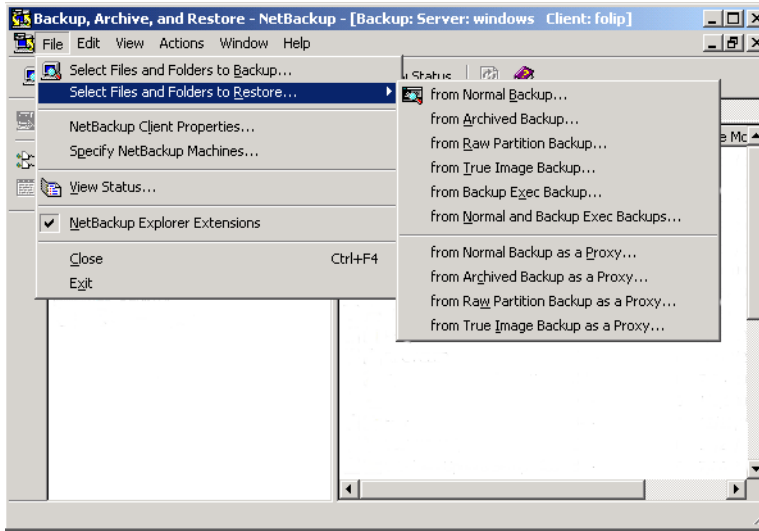 Backup, Archive, and Restore - NetBackup - [Backup: Server: windows Client: folip]
File Edit View Actions Window Help
Select Files and Folders to Backup...
Status
Select Files and Folders to Restore...
from Normal Backup...
from Archived Backup...
NetBackup Client Properties...
from Raw Partition Backup...
Specify NetBackup Machines...
from True Image Backup...
View Status...
from Backup Exec Backup...
from Normal and Backup Exec Backups...
NetBackup Explorer Extensions
from Normal Backup as a Proxy...
Close Ctrl+F4
from Archived Backup as a Proxy...
Exit
from Raw Partition Backup as a Proxy...
from True Image Backup as a Proxy...